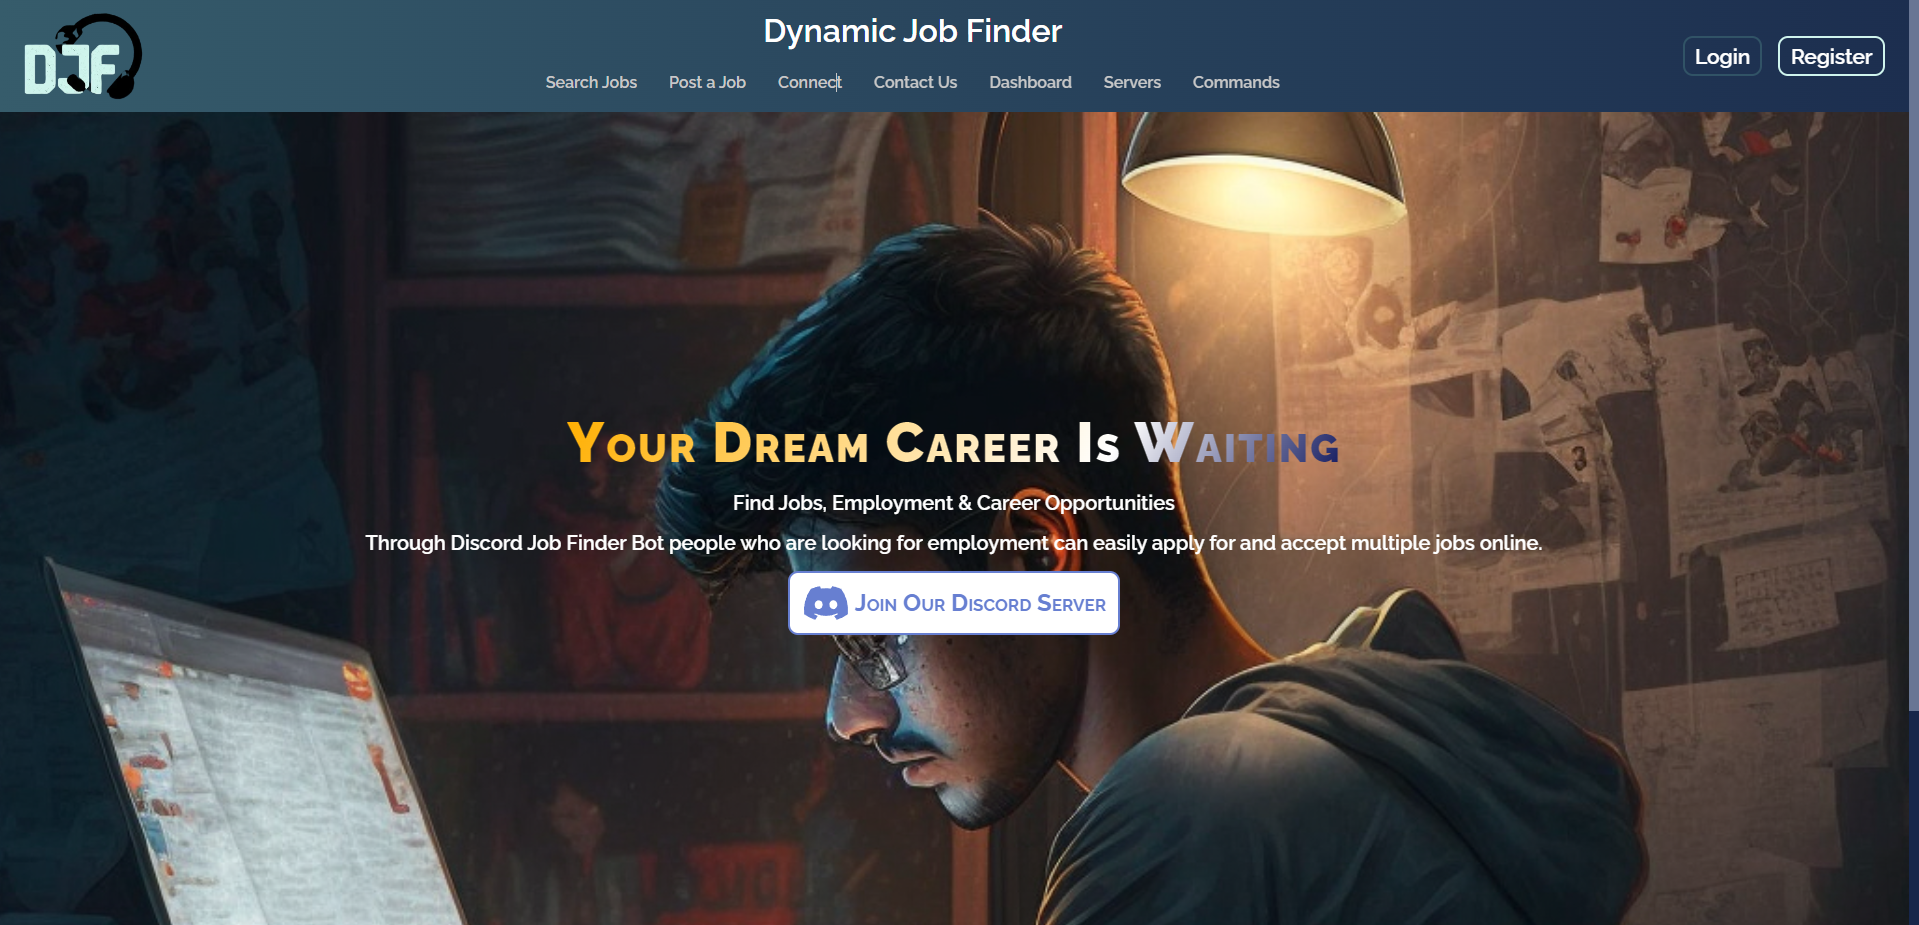 DJF
Dynamic Job Finder
Search Jobs Post a Job Connect Contact Us Dashboard Servers Commands
Login Register
Your Dream Career Is Waiting
Find Jobs, Employment & Career Opportunities
Through Discord Job Finder Bot people who are looking for employment can easily apply for and accept multiple jobs online.
Join Our Discord Server